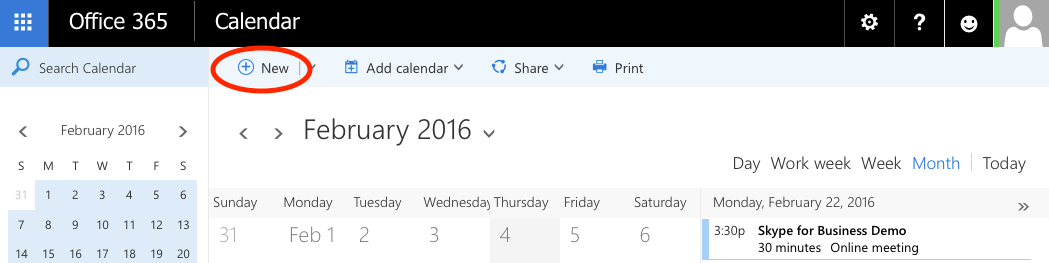 Office 365 Calendar ?
Search Calendar New Add calendar Share Print
February 2016
S M T W T F S
31 1 2 3 4 5 6
7 8 9 10 11 12 13
14 15 16 17 18 19 20
February 2016
Day Work week Week Month Today
Sunday Monday Tuesday Wednesday Thursday Friday Saturday
31 Feb 1 2 3 4 5 6
Monday, February 22, 2016
3:30p Skype for Business Demo
30 minutes Online meeting